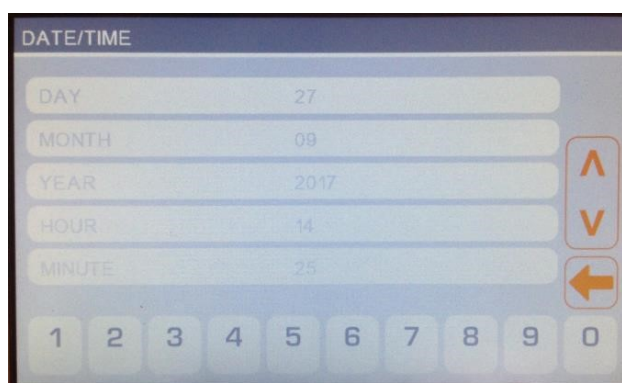 DATE/TIME
DAY 27
MONTH 09
YEAR 2017
HOUR 14
MINUTE 25
1 2 3 4 5 6 7 8 9 0